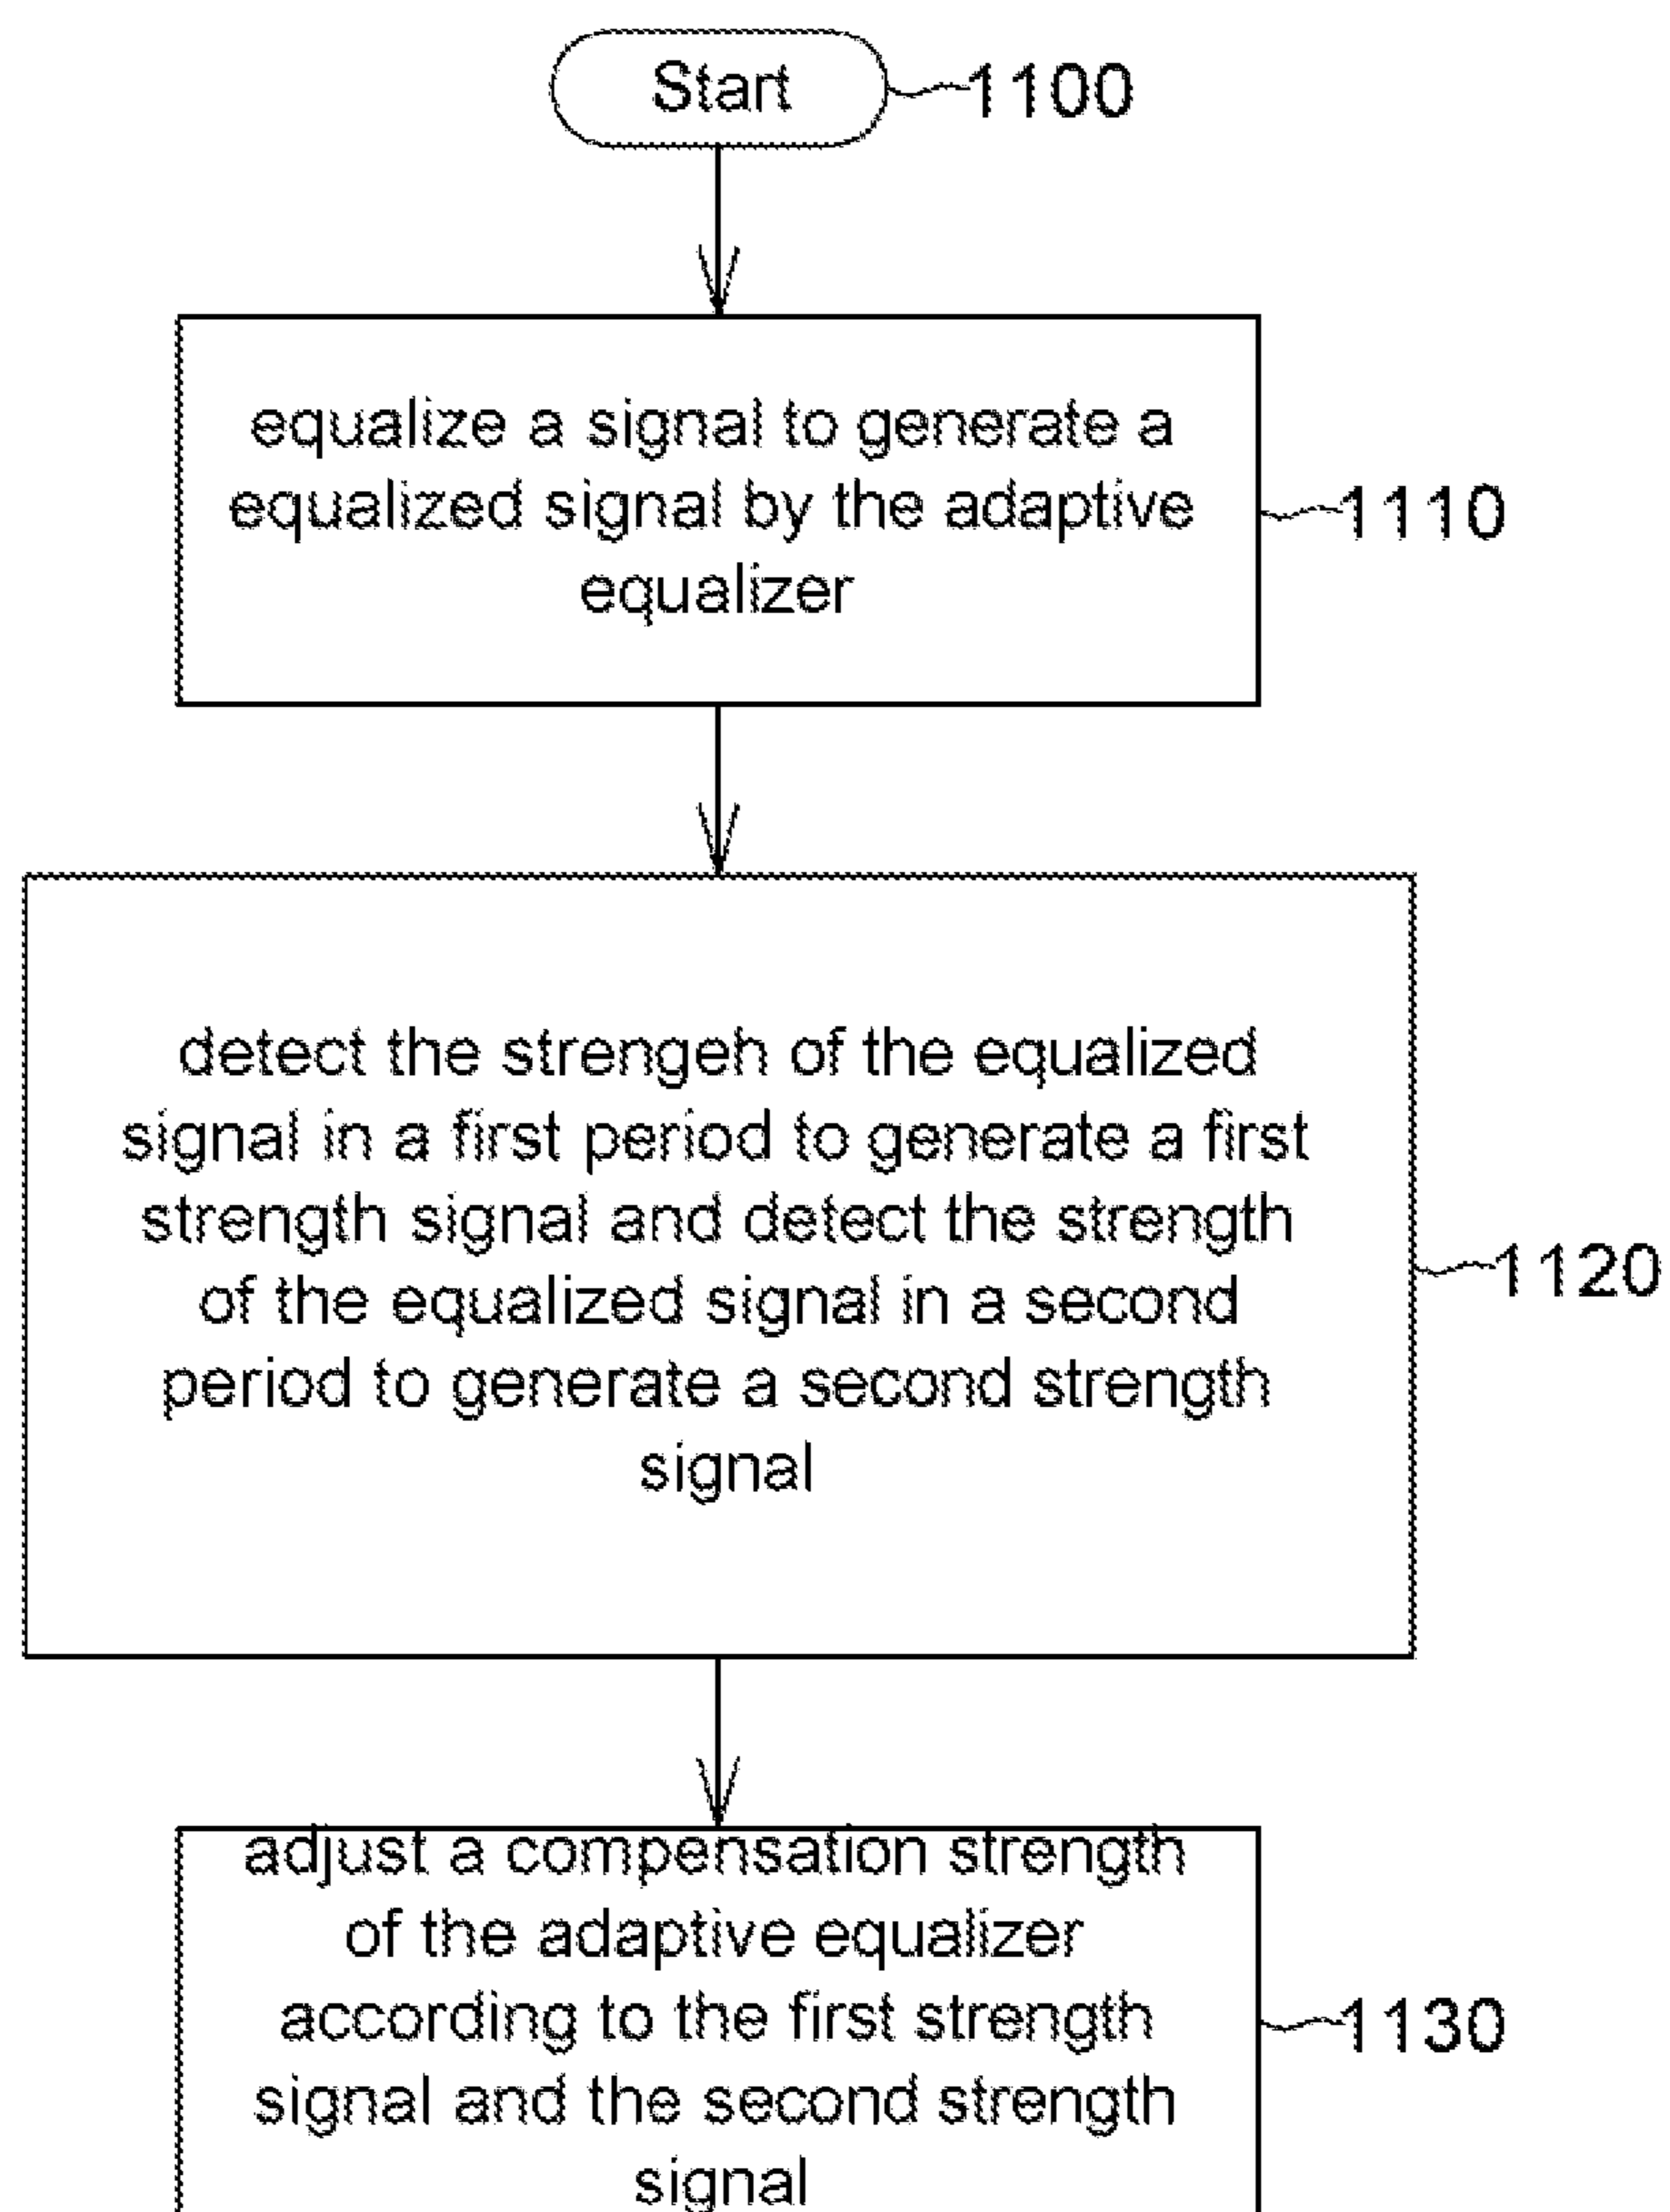 Start
1100
equalize a signal to generate a
equalized signal by the adaptive
equalizer
1110
detect the strengeh of the equalized
signal in a first period to generate a first
strength signal and detect the strength
of the equalized signal in a second
period to generate a second strength
signal
1120
adjust a compensation strength
of the adaptive equalizer
according to the first strength
signal and the second strength
signal
1130